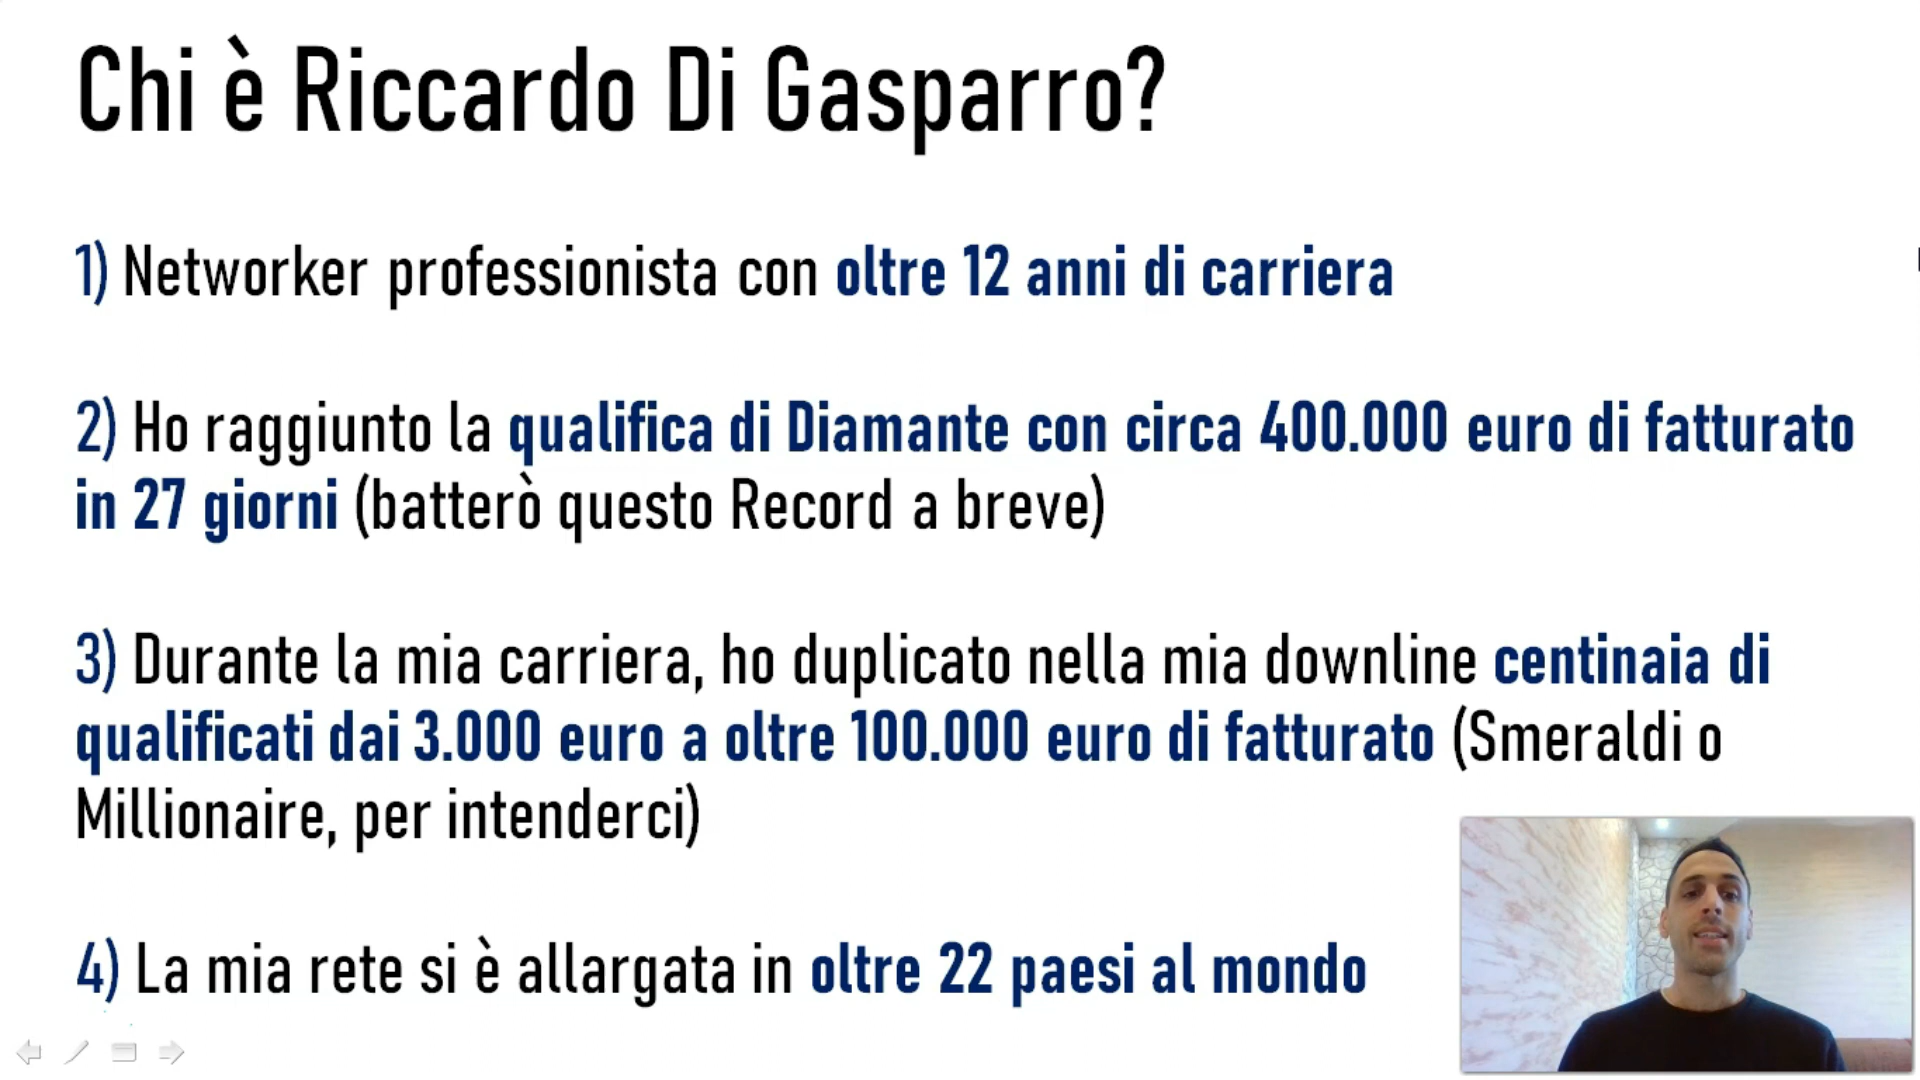 Chi è Riccardo Di Gasparro?
1) Networker professionista con oltre 12 anni di carriera
2) Ho raggiunto la qualifica di Diamante con circa 400.000 euro di fatturato
in 27 giorni (batterò questo Record a breve)
3) Durante la mia carriera, ho duplicato nella mia downline centinaia di
qualificati dai 3.000 euro a oltre 100.000 euro di fatturato (Smeraldi o
Millionaire, per intenderci)
4) La mia rete si è allargata in oltre 22 paesi al mondo